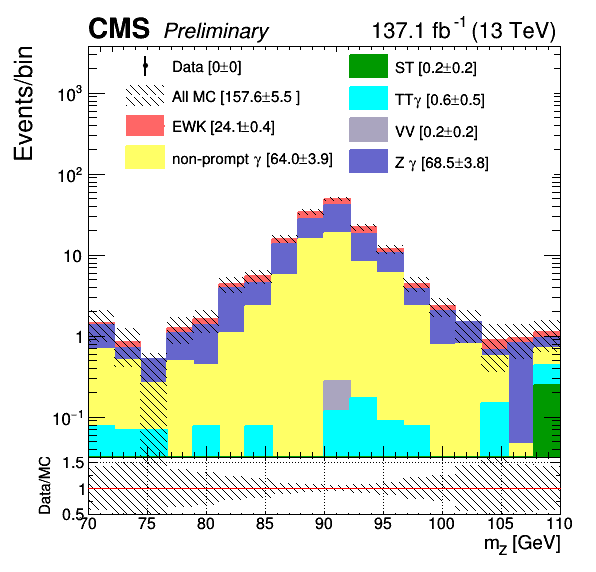 CMS Preliminary 137.1 fb⁻¹ (13 TeV)
Events/bin
Data [0±0]
All MC [157.6±5.5 ]
EWK [24.1±0.4]
non-prompt γ [64.0±3.9]
ST [0.2±0.2]
TTγ [0.6±0.5]
VV [0.2±0.2]
Z γ [68.5±3.8]
10³
10²
10
1
10⁻¹
Data/MC
1.5
1
0.5
70 75 80 85 90 95 100 105 110
m_Z [GeV]